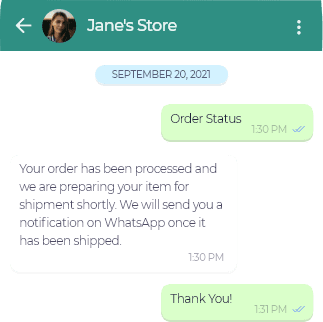 Jane's Store
SEPTEMBER 20, 2021
Order Status
1:30 PM
Your order has been processed and
we are preparing your item for
shipment shortly. We will send you a
notification on WhatsApp once it
has been shipped.
1:30 PM
Thank You!
1:31 PM